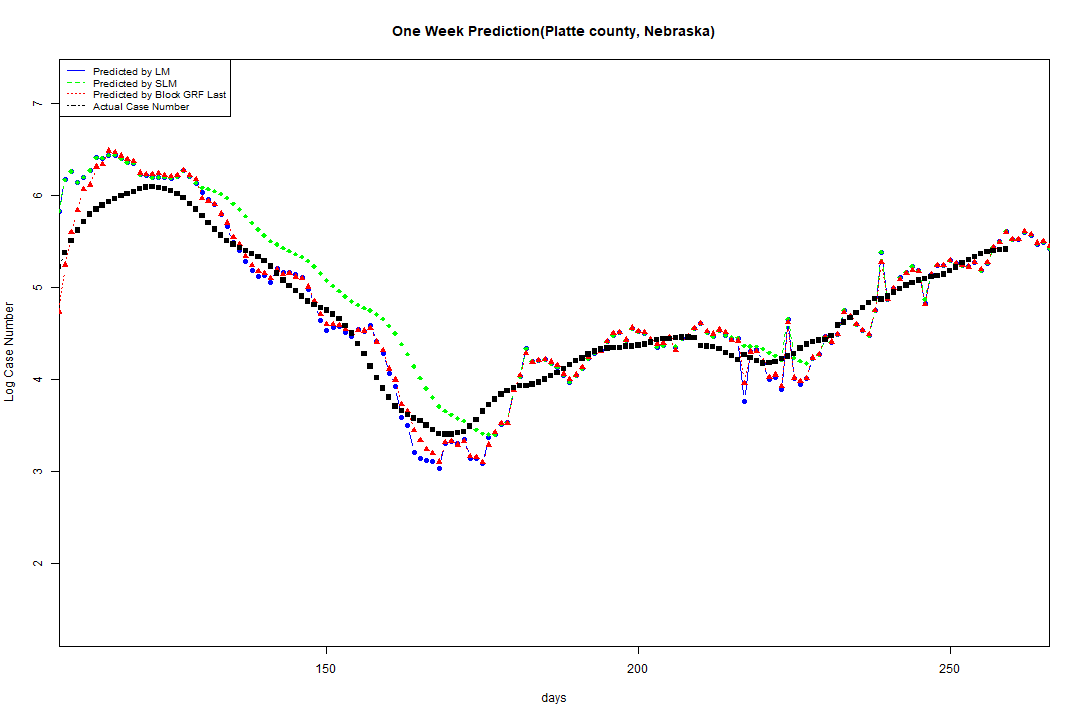 One Week Prediction(Platte county, Nebraska)
Predicted by LM
Predicted by SLM
Predicted by Block GRF Last
Actual Case Number
7
6
5
4
3
2
Log Case Number
150
200
250
days